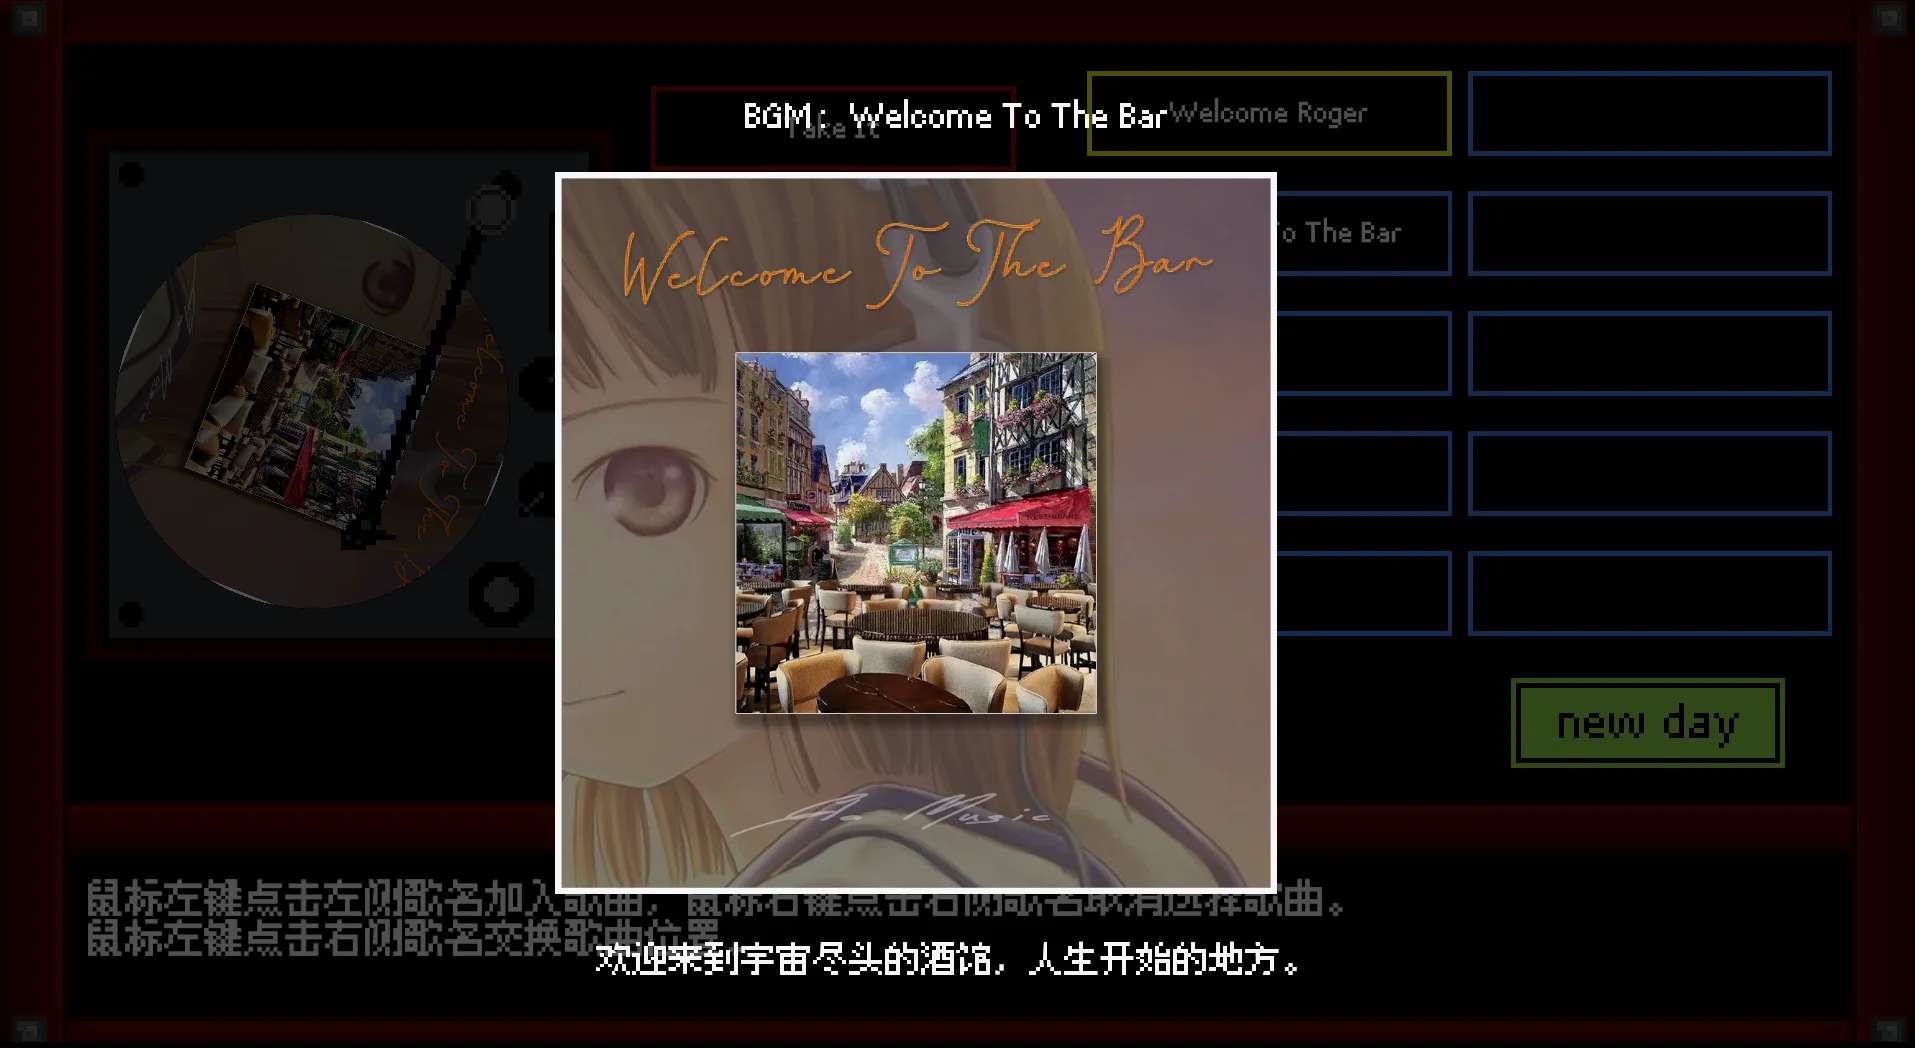 BGM: Welcome To The Bar
Take It
Welcome Roger
To The Bar
Welcome To The Bar
RESTAURANT
Music
new day
鼠标左键点击左侧歌名加入歌曲，鼠标右键点击右侧歌名取消选择歌曲。
鼠标左键点击右侧歌名交换歌曲位置
欢迎来到宇宙尽头的酒馆，人生开始的地方。